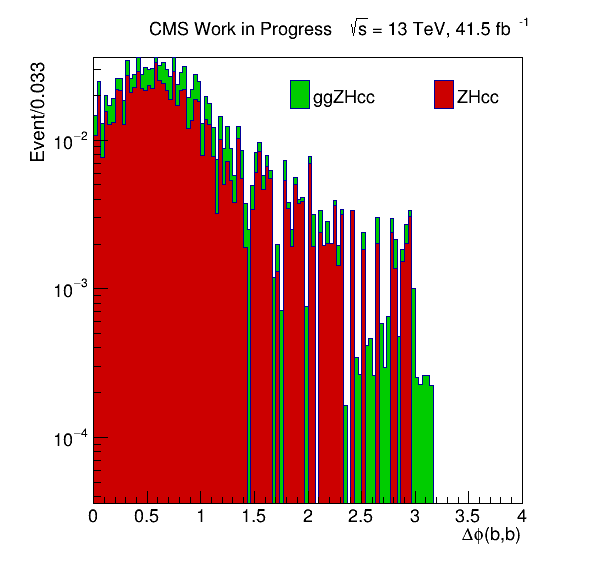 CMS Work in Progress √s = 13 TeV, 41.5 fb⁻¹
Event/0.033
ggZHcc ZHcc
10⁻²
10⁻³
10⁻⁴
0 0.5 1 1.5 2 2.5 3 3.5 4
Δϕ(b,b)